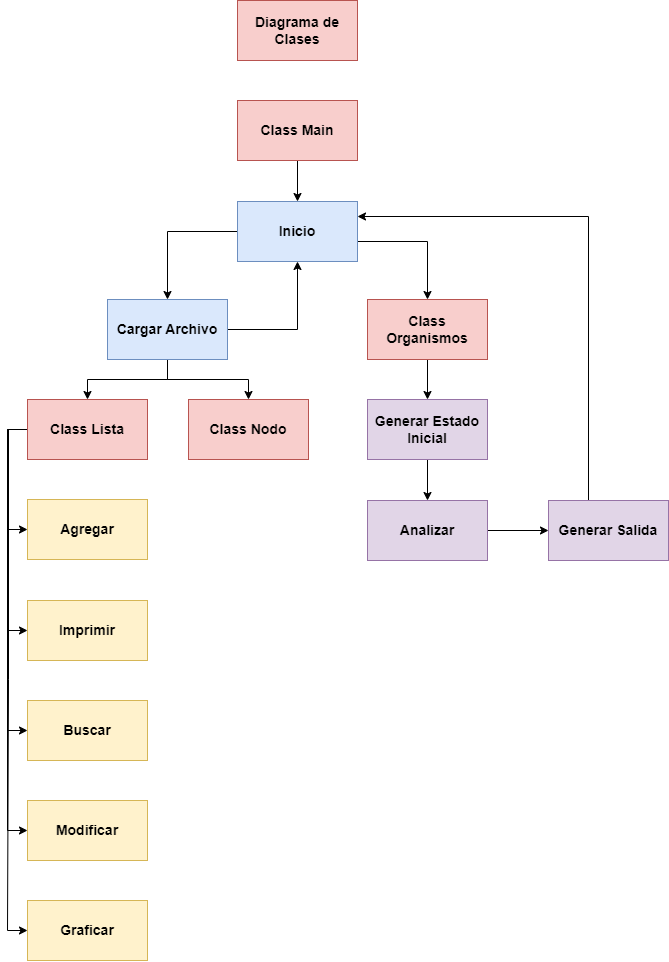 Diagrama de
Clases
Class Main
Inicio
Cargar Archivo
Class
Organismos
Class Lista
Class Nodo
Generar Estado
Inicial
Agregar
Analizar
Generar Salida
Imprimir
Buscar
Modificar
Graficar